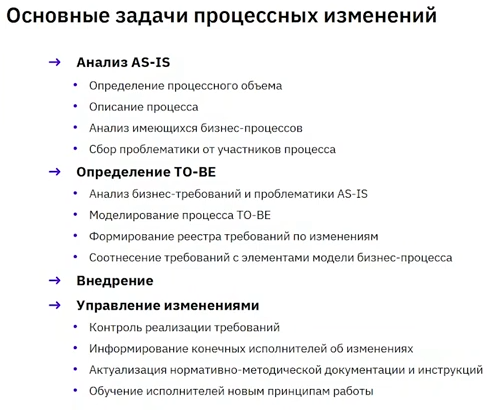 Основные задачи процессных изменений
→ Анализ AS-IS
• Определение процессного объема
• Описание процесса
• Анализ имеющихся бизнес-процессов
• Сбор проблематики от участников процесса
→ Определение TO-BE
• Анализ бизнес-требований и проблематики AS-IS
• Моделирование процесса TO-BE
• Формирование реестра требований по изменениям
• Соотнесение требований с элементами модели бизнес-процесса
→ Внедрение
→ Управление изменениями
• Контроль реализации требований
• Информирование конечных исполнителей об изменениях
• Актуализация нормативно-методической документации и инструкций
• Обучение исполнителей новым принципам работы